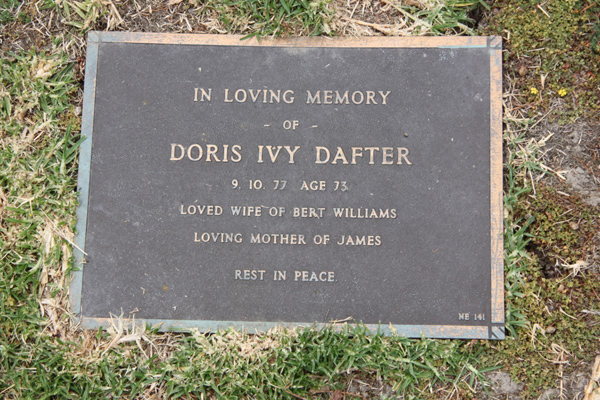 IN LOVING MEMORY
– OF –
DORIS IVY DAFTER
9. 10. 77 AGE 73.
LOVED WIFE OF BERT WILLIAMS
LOVING MOTHER OF JAMES
REST IN PEACE.
NE 141